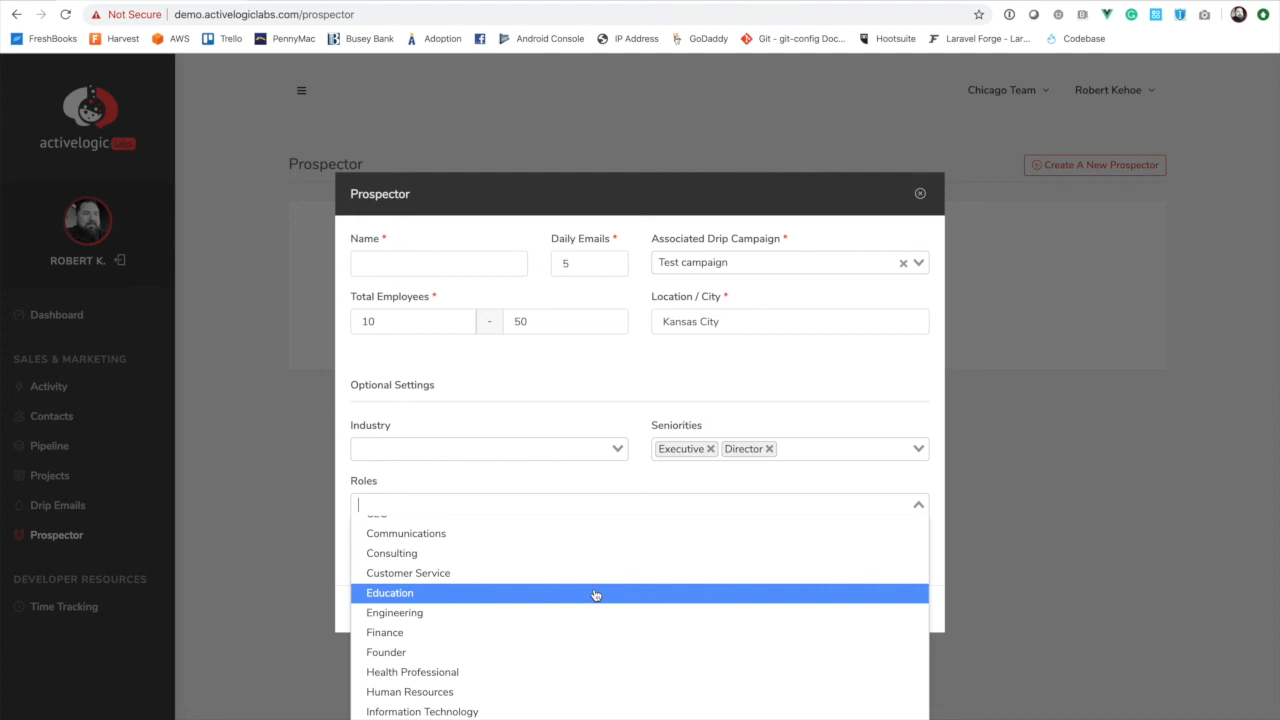 Not Secure demo.activelogiclabs.com/prospector
FreshBooks Harvest AWS Trello PennyMac Busey Bank Adoption Android Console IP Address GoDaddy Git - git-config Doc... Hootsuite Laravel Forge - Lar... Codebase
activelogic labs
Chicago Team Robert Kehoe
Prospector Create A New Prospector
ROBERT K.
Dashboard
SALES & MARKETING
Activity
Contacts
Pipeline
Projects
Drip Emails
Prospector
DEVELOPER RESOURCES
Time Tracking
Prospector
Name * Daily Emails * Associated Drip Campaign *
5 Test campaign
Total Employees * Location / City *
10 - 50 Kansas City
Optional Settings
Industry Seniorities
Executive Director
Roles
Communications
Consulting
Customer Service
Education
Engineering
Finance
Founder
Health Professional
Human Resources
Information Technology